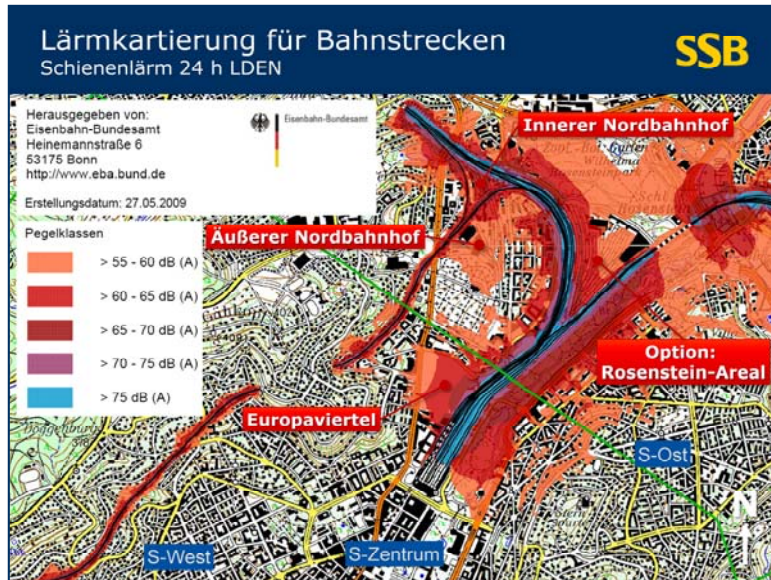 Lärmkartierung für Bahnstrecken
Schienenlärm 24 h LDEN
SSB
Herausgegeben von:
Eisenbahn-Bundesamt
Heinemannstraße 6
53175 Bonn
http://www.eba.bund.de
Erstellungsdatum: 27.05.2009
Eisenbahn-Bundesamt
Pegelklassen
> 55 - 60 dB (A)
> 60 - 65 dB (A)
> 65 - 70 dB (A)
> 70 - 75 dB (A)
> 75 dB (A)
Innerer Nordbahnhof
Wilhelma
Rosensteinpark
Äußerer Nordbahnhof
Option:
Rosenstein-Areal
Europaviertel
S-Ost
S-West
S-Zentrum
N